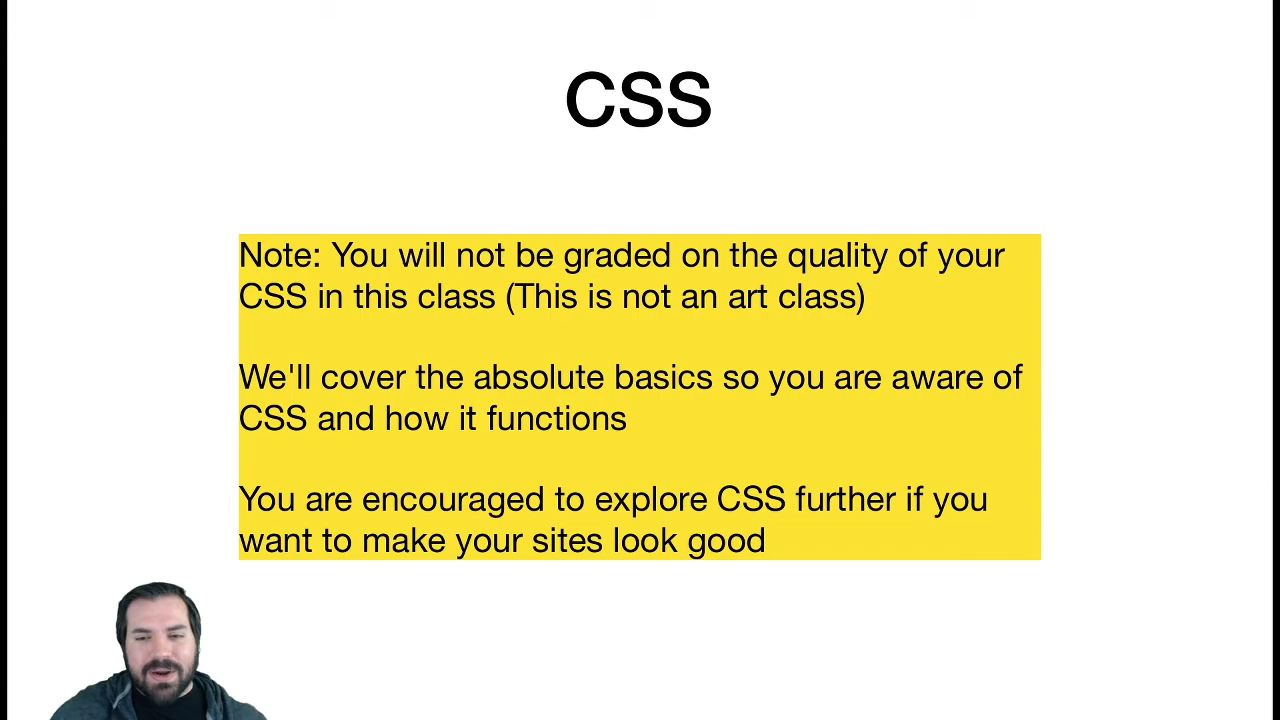 CSS
Note: You will not be graded on the quality of your
CSS in this class (This is not an art class)
We'll cover the absolute basics so you are aware of
CSS and how it functions
You are encouraged to explore CSS further if you
want to make your sites look good